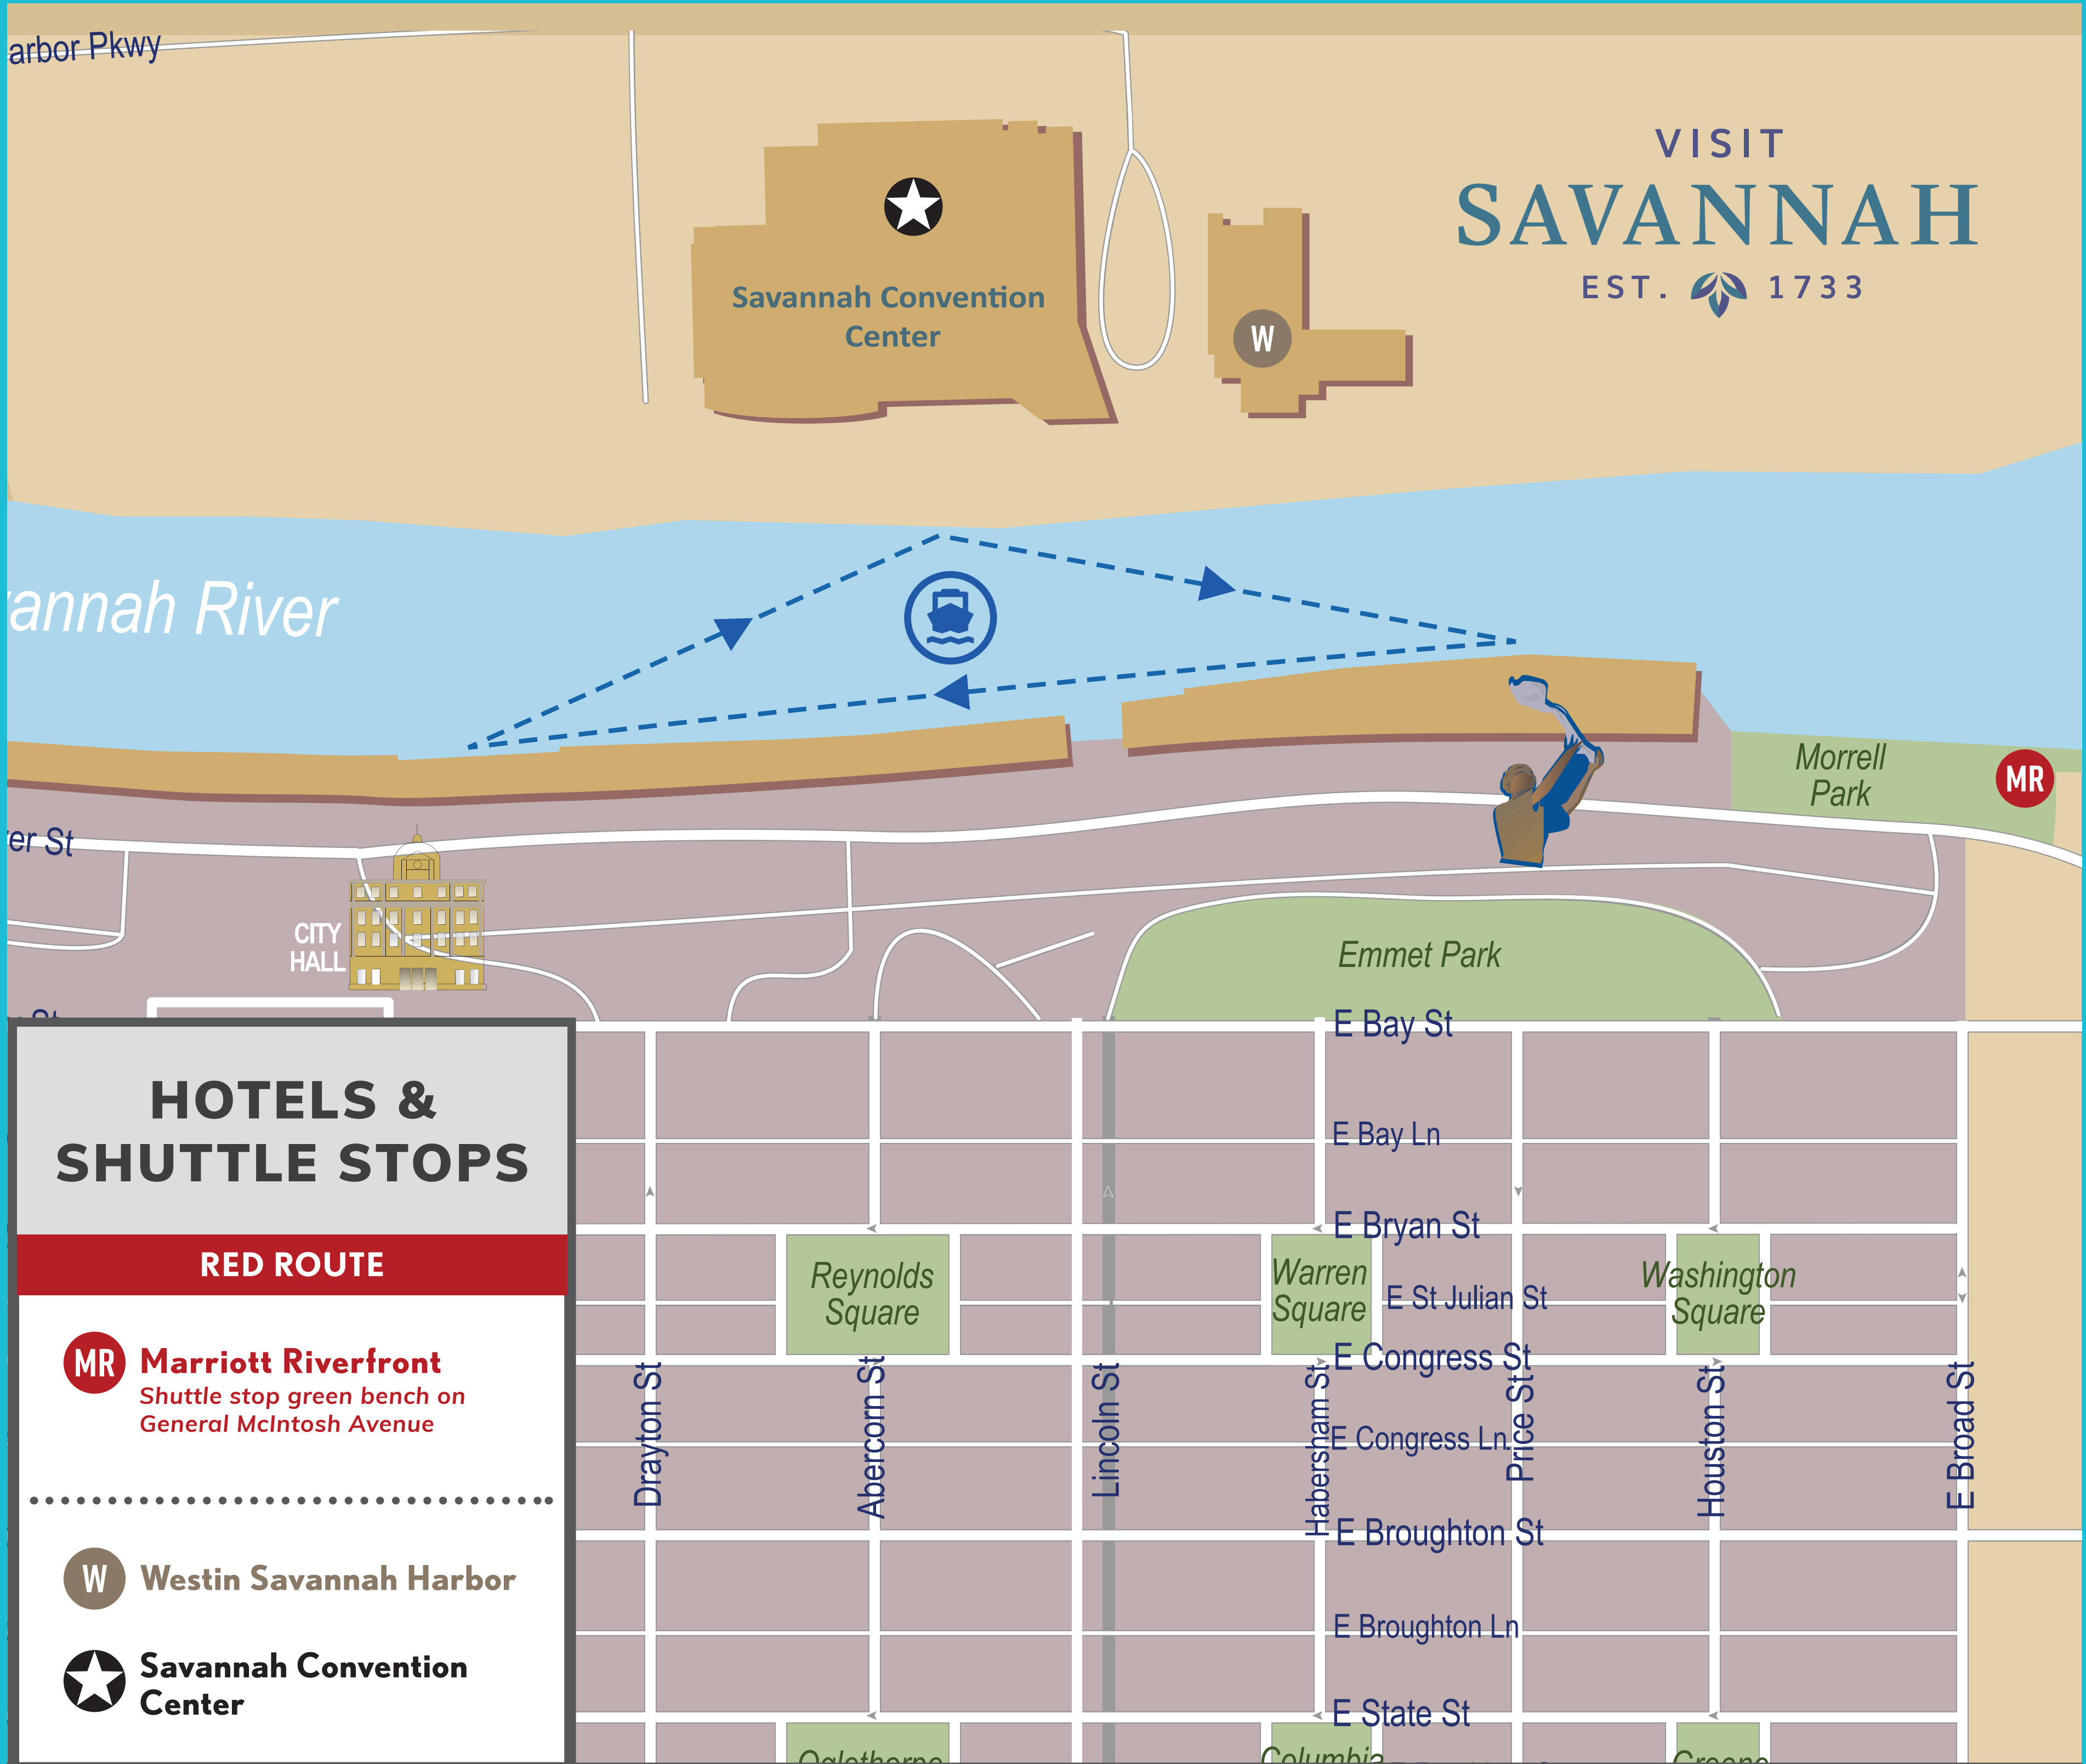 arbor Pkwy
VISIT
SAVANNAH
EST. 1733
Savannah Convention
Center
W
vannah River
Morrell
Park
MR
er St
CITY
HALL
Emmet Park
E Bay St
E Bay Ln
E Bryan St
Reynolds
Square
Warren
Square
E St Julian St
Washington
Square
E Congress St
Drayton St
Abercorn St
Lincoln St
Habersham St
Price St
Houston St
E Broad St
E Congress Ln
E Broughton St
E Broughton Ln
E State St
Oglethorpe
Columbia
Greene
HOTELS &
SHUTTLE STOPS
RED ROUTE
MR Marriott Riverfront
Shuttle stop green bench on
General McIntosh Avenue
W Westin Savannah Harbor
Savannah Convention
Center